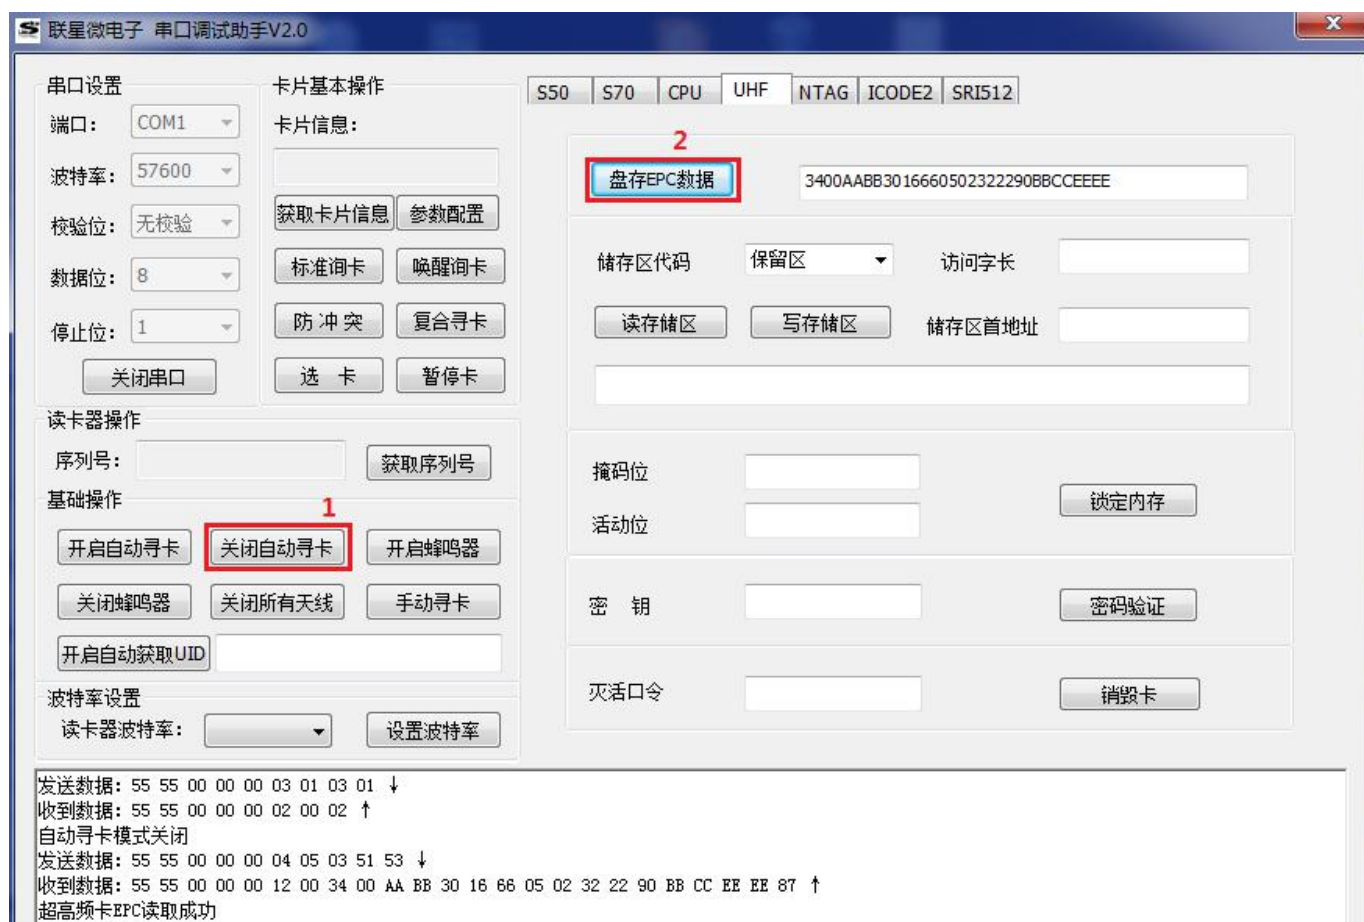 联星微电子 串口调试助手V2.0
串口设置
端口： COM1
波特率： 57600
校验位： 无校验
数据位： 8
停止位： 1
关闭串口
卡片基本操作
卡片信息：
获取卡片信息 参数配置
标准询卡 唤醒询卡
防 冲 突 复合寻卡
选 卡 暂停卡
读卡器操作
序列号： 获取序列号
基础操作
1
开启自动寻卡 关闭自动寻卡 开启蜂鸣器
关闭蜂鸣器 关闭所有天线 手动寻卡
开启自动获取UID
波特率设置
读卡器波特率： 设置波特率
S50 S70 CPU UHF NTAG ICODE2 SRI512
2
盘存EPC数据 3400AABB3016660502322290BBCCEEEE
储存区代码 保留区 访问字长
读存储区 写存储区 储存区首地址
掩码位
活动位
锁定内存
密 钥 密码验证
灭活口令 销毁卡
发送数据: 55 55 00 00 00 03 01 03 01 ↓
收到数据: 55 55 00 00 00 02 00 02 ↑
自动寻卡模式关闭
发送数据: 55 55 00 00 00 04 05 03 51 53 ↓
收到数据: 55 55 00 00 00 12 00 34 00 AA BB 30 16 66 05 02 32 22 90 BB CC EE EE 87 ↑
超高频卡EPC读取成功